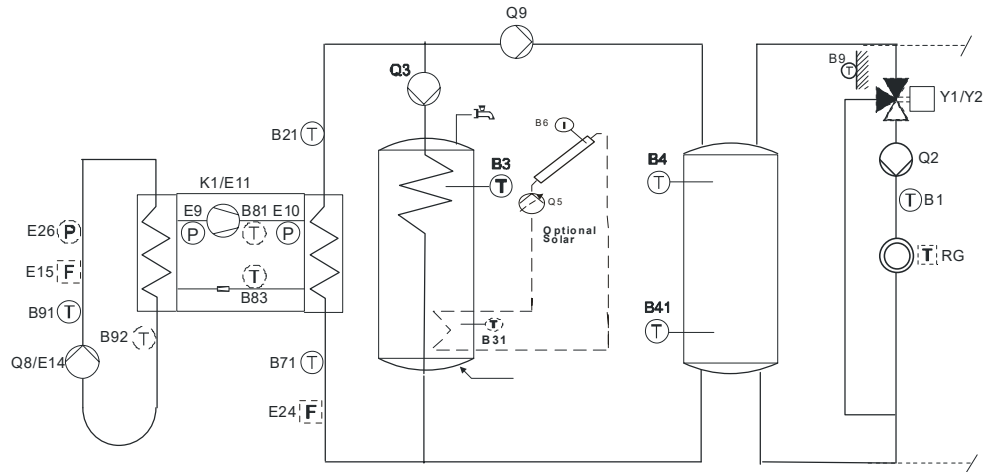 Q9
B9
Q3
Y1/Y2
B6
T
B21
T
T
B3
T
B4
T
Q2
K1/E11
E9
B81
E10
Q5
B1
T
E26
P
P
T
P
Optional
Solar
E15
F
T
T
RG
B83
B91
T
B41
T
B92
T
T
B31
Q8/E14
B71
T
E24
F